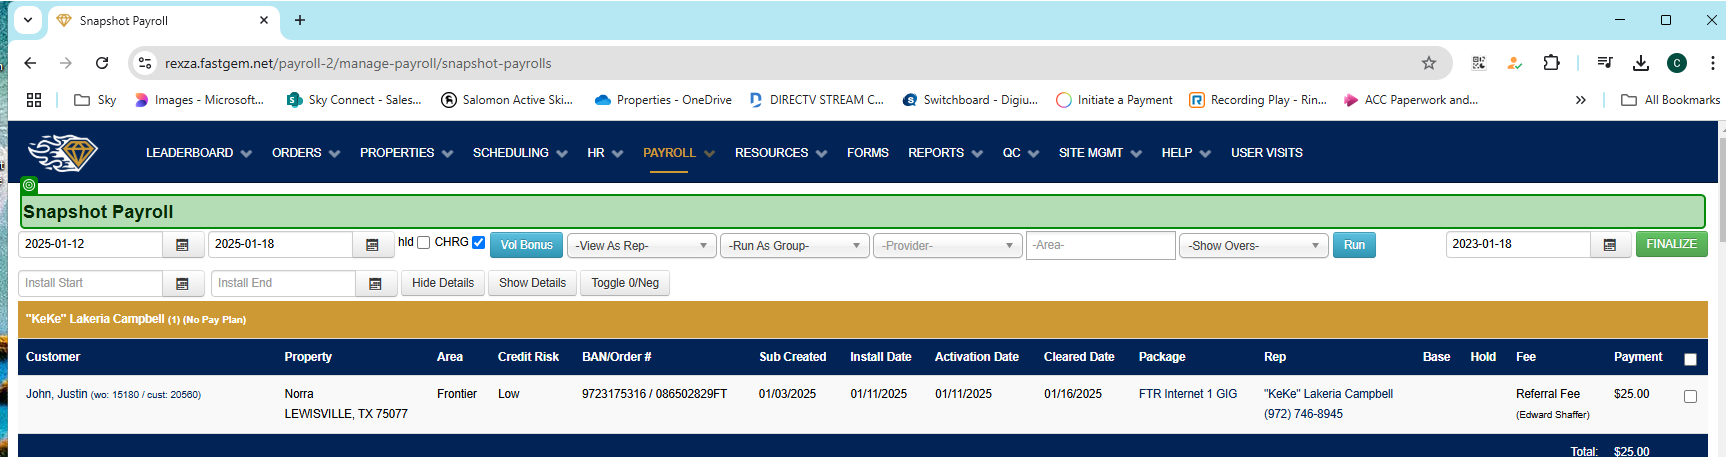 Snapshot Payroll
rexza.fastgem.net/payroll-2/manage-payroll/snapshot-payrolls
C
Sky Images - Microsoft... Sky Connect - Sales... Salomon Active Ski... Properties - OneDrive DIRECTV STREAM C... Switchboard - Digiu... Initiate a Payment Recording Play - Rin... ACC Paperwork and... All Bookmarks
LEADERBOARD ORDERS PROPERTIES SCHEDULING HR PAYROLL RESOURCES FORMS REPORTS QC SITE MGMT HELP USER VISITS
Snapshot Payroll
2025-01-12 2025-01-18 hld CHRG Vol Bonus -View As Rep- -Run As Group- -Provider- -Area- -Show Overs- Run 2023-01-18 FINALIZE
Install Start Install End Hide Details Show Details Toggle 0/Neg
"KeKe" Lakeria Campbell (1) (No Pay Plan)
Customer Property Area Credit Risk BAN/Order # Sub Created Install Date Activation Date Cleared Date Package Rep Base Hold Fee Payment
John, Justin (wo: 15180 / cust: 20560) Norra Frontier Low 9723175316 / 086502829FT 01/03/2025 01/11/2025 01/11/2025 01/16/2025 FTR Internet 1 GIG "KeKe" Lakeria Campbell Referral Fee $25.00
LEWISVILLE, TX 75077 (972) 746-8945 (Edward Shaffer)
Total: $25.00